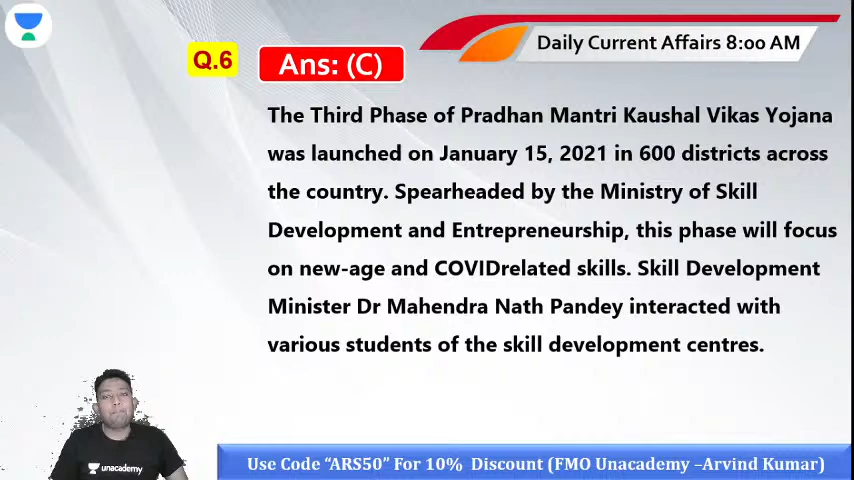 Daily Current Affairs 8:00 AM
Q.6
Ans: (C)
The Third Phase of Pradhan Mantri Kaushal Vikas Yojana
was launched on January 15, 2021 in 600 districts across
the country. Spearheaded by the Ministry of Skill
Development and Entrepreneurship, this phase will focus
on new-age and COVIDrelated skills. Skill Development
Minister Dr Mahendra Nath Pandey interacted with
various students of the skill development centres.
unacademy
Use Code “ARS50” For 10% Discount (FMO Unacademy –Arvind Kumar)